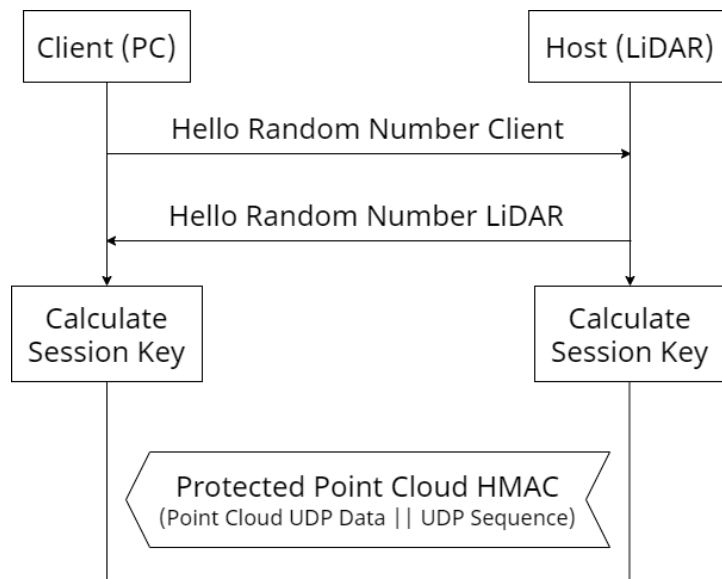 Client (PC)
Host (LiDAR)
Hello Random Number Client
Hello Random Number LiDAR
Calculate
Session Key
Calculate
Session Key
Protected Point Cloud HMAC
(Point Cloud UDP Data || UDP Sequence)